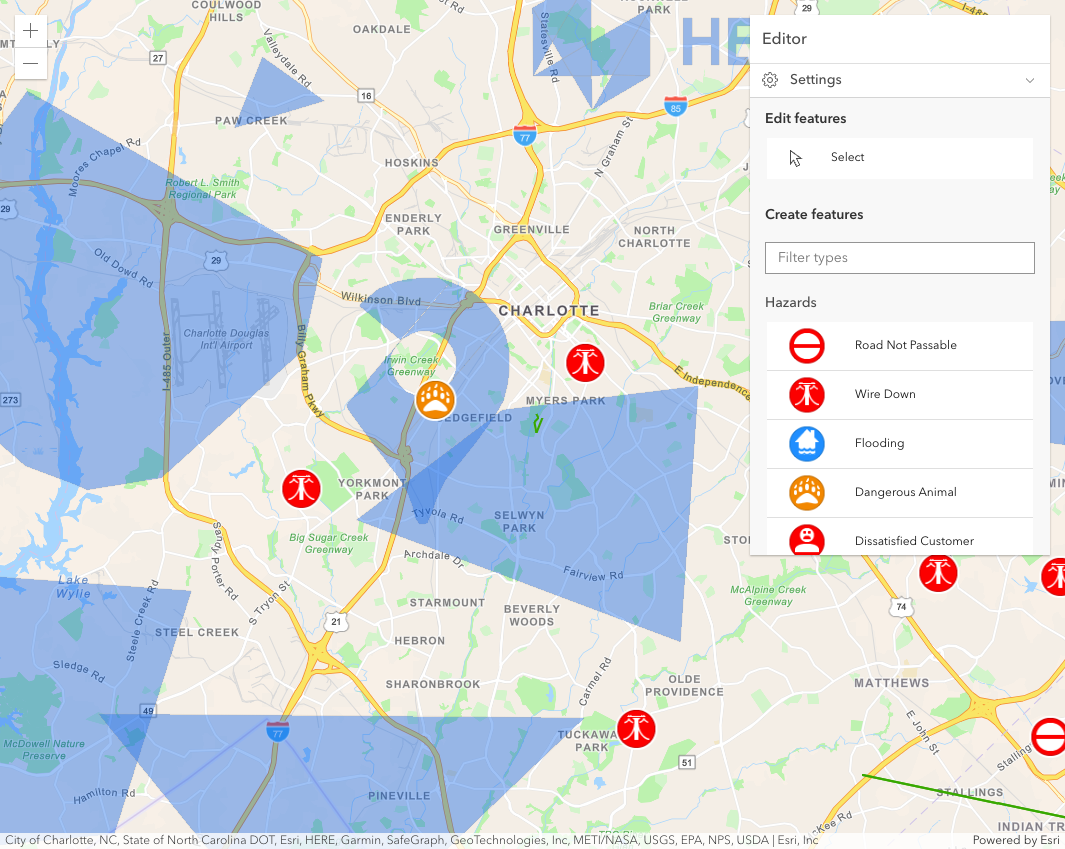 COULWOOD
HILLS
OAKDALE
ROCKWELL
PARK
29
I-485
Statesville Rd
HE
Editor
27
Valleydale Rd
16
Settings
PAW CREEK
85
77
N Graham St
Edit features
Select
Moores Chapel Rd
HOSKINS
Robert L. Smith
Regional Park
29
ENDERLY
PARK
GREENVILLE
NORTH
CHARLOTTE
Create features
Filter types
Old Dowd Rd
29
Wilkinson Blvd
CHARLOTTE
Briar Creek
Greenway
Hazards
Charlotte Douglas
Int'l Airport
I-485 Outer
Billy Graham Pkwy
Irwin Creek
Greenway
E Independence
Road Not Passable
Wire Down
273
MYERS PARK
EDGEFIELD
Flooding
YORKMONT
PARK
Tyvola Rd
SELWYN
PARK
Dangerous Animal
Big Sugar Creek
Greenway
Archdale Dr
Dissatisfied Customer
Sandy Porter Rd
Fairview Rd
Lake
Wylie
S Tryon St
STARMOUNT
BEVERLY
WOODS
McAlpine Creek
Greenway
74
Steele Creek Rd
STEEL CREEK
21
HEBRON
Sledge Rd
SHARONBROOK
Carmel Rd
OLDE
PROVIDENCE
MATTHEWS
49
77
E John St
McDowell Nature
Preserve
TUCKAWA
PARK
51
Stalling
Hamilton Rd
PINEVILLE
STALLINGS
cKee Rd
INDIAN TR
City of Charlotte, NC, State of North Carolina DOT, Esri, HERE, Garmin, SafeGraph, GeoTechnologies, Inc, METI/NASA, USGS, EPA, NPS, USDA | Esri, Inc
Powered by Esri